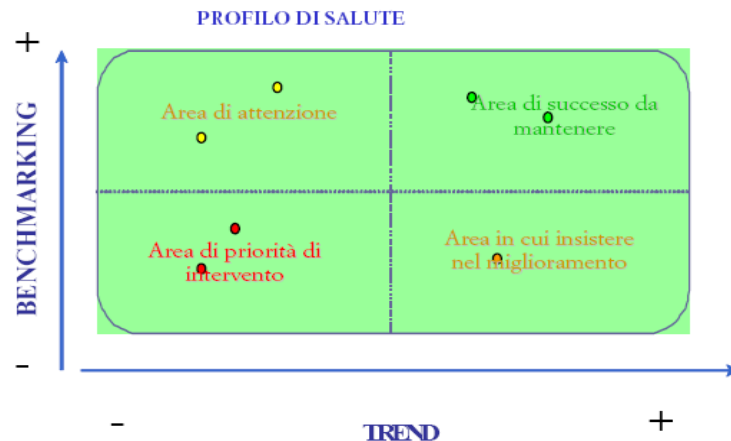 PROFILO DI SALUTE
+
BENCHMARKING
Area di attenzione
Area di successo da
mantenere
Area di priorità di
intervento
Area in cui insistere
nel miglioramento
-
-
TREND
+